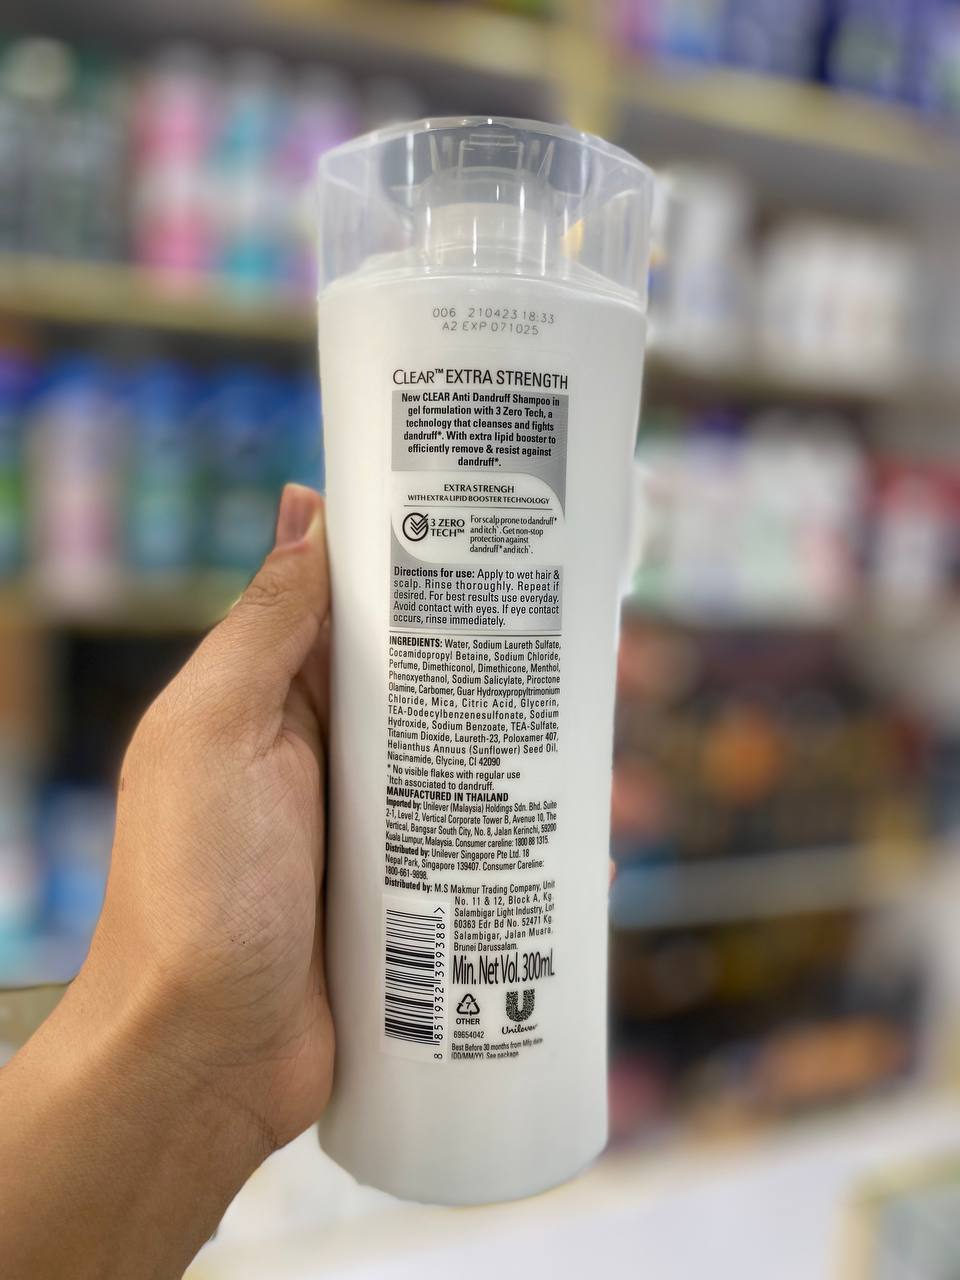 006 210423 18:33
A2 EXP 071025
CLEAR™ EXTRA STRENGTH
New CLEAR Anti Dandruff Shampoo in
gel formulation with 3 Zero Tech, a
technology that cleanses and fights
dandruff*. With extra lipid booster to
efficiently remove & resist against
dandruff*.
EXTRA STRENGH
WITH EXTRA LIPID BOOSTER TECHNOLOGY
3 ZERO
TECH™
For scalp prone to dandruff*
and itch^. Get non-stop
protection against
dandruff* and itch^.
Directions for use: Apply to wet hair &
scalp. Rinse thoroughly. Repeat if
desired. For best results use everyday.
Avoid contact with eyes. If eye contact
occurs, rinse immediately.
INGREDIENTS: Water, Sodium Laureth Sulfate,
Cocamidopropyl Betaine, Sodium Chloride,
Perfume, Dimethiconol, Dimethicone, Menthol,
Phenoxyethanol, Sodium Salicylate, Piroctone
Olamine, Carbomer, Guar Hydroxypropyltrimonium
Chloride, Mica, Citric Acid, Glycerin,
TEA-Dodecylbenzenesulfonate, Sodium
Hydroxide, Sodium Benzoate, TEA-Sulfate,
Titanium Dioxide, Laureth-23, Poloxamer 407,
Helianthus Annuus (Sunflower) Seed Oil,
Niacinamide, Glycine, CI 42090
* No visible flakes with regular use
^Itch associated to dandruff.
MANUFACTURED IN THAILAND
Imported by: Unilever (Malaysia) Holdings Sdn. Bhd. Suite
2-1, Level 2, Vertical Corporate Tower B, Avenue 10, The
Vertical, Bangsar South City, No. 8, Jalan Kerinchi, 59200
Kuala Lumpur, Malaysia. Consumer careline: 1800 88 1315.
Distributed by: Unilever Singapore Pte Ltd. 18
Nepal Park, Singapore 139407. Consumer Careline:
1800-661-9898.
Distributed by: M.S Makmur Trading Company, Unit
No. 11 & 12, Block A, Kg.
Salambigar Light Industry, Lot
60363 Edr Bd No. 52471 Kg.
Salambigar, Jalan Muara,
Brunei Darussalam.
8 851932 399388 >
Min. Net Vol. 300mL
7
OTHER
Unilever
69654042
Best Before 30 months from Mfg date
(DD/MM/YY). See package